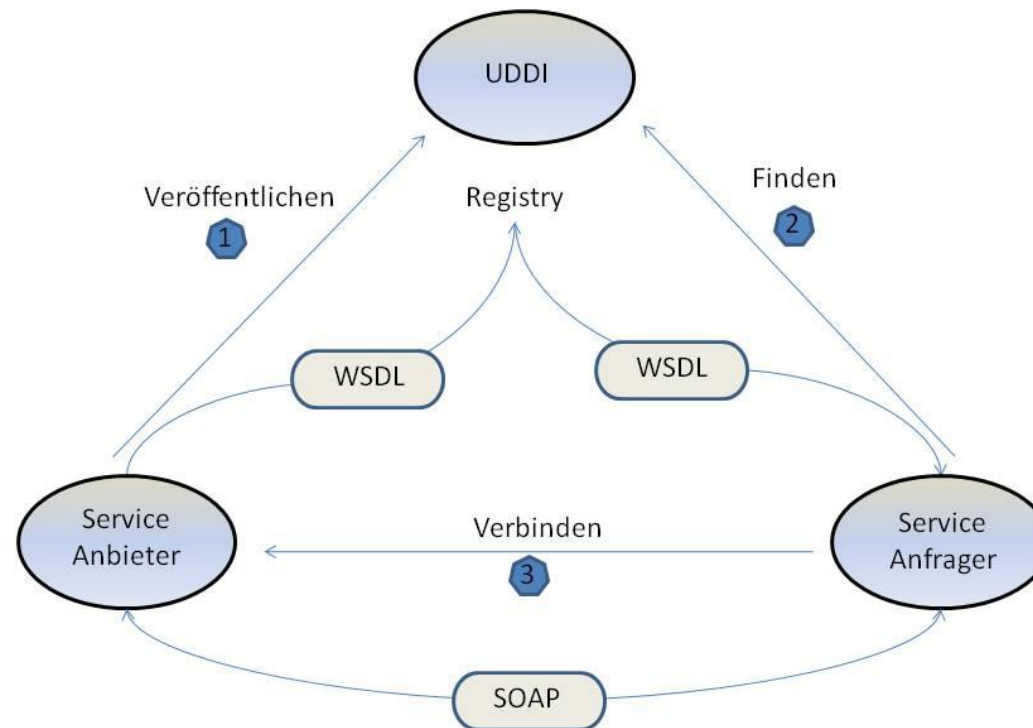 UDDI
Veröffentlichen
1
Registry
Finden
2
WSDL
WSDL
Service
Anbieter
Verbinden
3
Service
Anfrager
SOAP